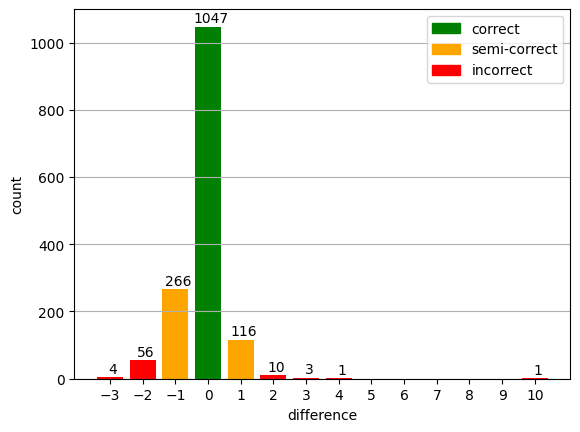 1047
correct
semi-correct
incorrect
1000
800
600
400
200
0
count
266
116
56
4
10
3
1
1
−3 −2 −1 0 1 2 3 4 5 6 7 8 9 10
difference